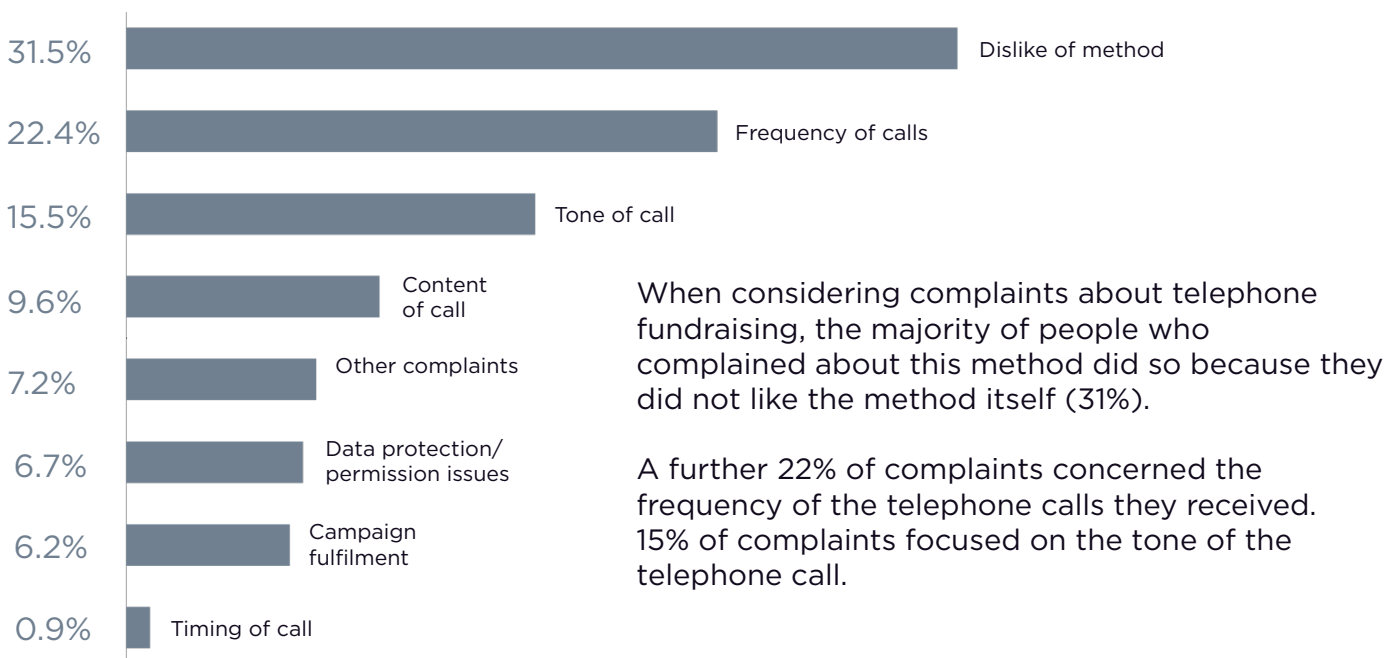 31.5%
Dislike of method
22.4%
Frequency of calls
15.5%
Tone of call
9.6%
Content
of call
7.2%
Other complaints
6.7%
Data protection/
permission issues
6.2%
Campaign
fulfilment
0.9%
Timing of call
When considering complaints about telephone
fundraising, the majority of people who
complained about this method did so because they
did not like the method itself (31%).
A further 22% of complaints concerned the
frequency of the telephone calls they received.
15% of complaints focused on the tone of the
telephone call.